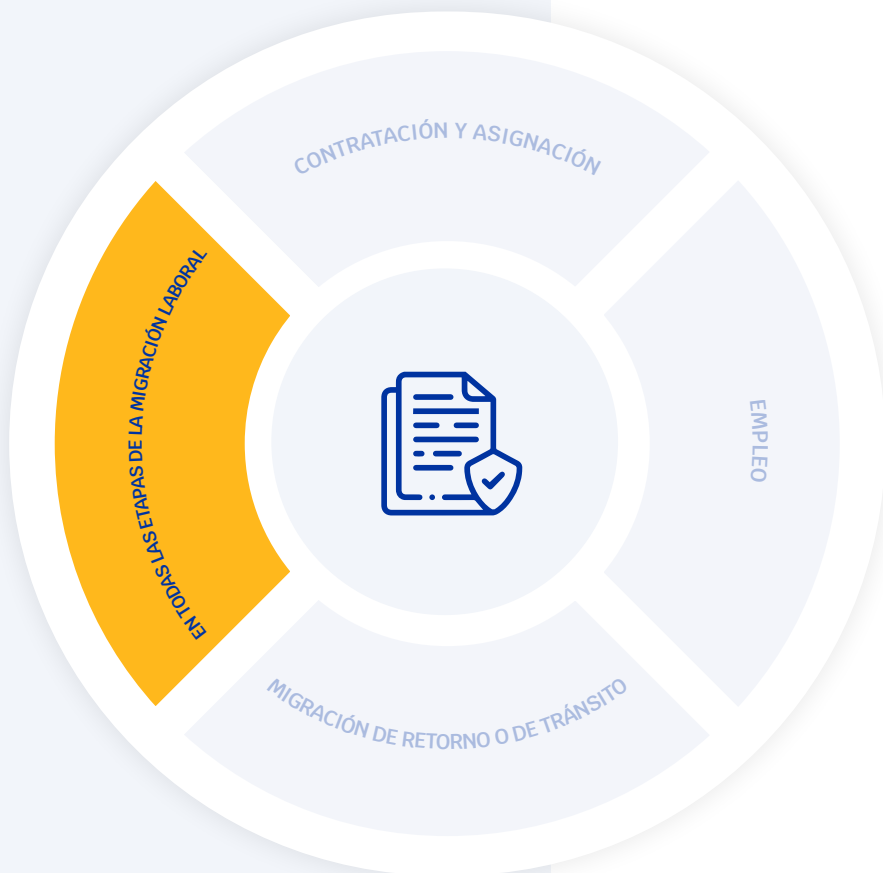 CONTRATACIÓN Y ASIGNACIÓN
EN TODAS LAS ETAPAS DE LA MIGRACIÓN LABORAL
EMPLEO
MIGRACIÓN DE RETORNO O DE TRÁNSITO